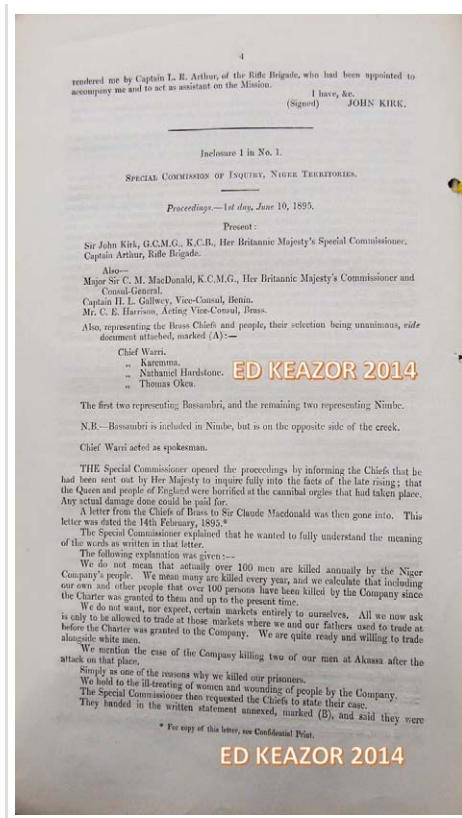 4
rendered me by Captain L. R. Arthur, of the Rifle Brigade, who had been appointed to
accompany me and to act as assistant on the Mission.
I have, &c.
(Signed) JOHN KIRK.
Inclosure 1 in No. 1.
SPECIAL COMMISSION OF INQUIRY, NIGER TERRITORIES.
Proceedings.—1st day, June 10, 1895.
Present:
Sir John Kirk, G.C.M.G., K.C.B., Her Britannic Majesty's Special Commissioner.
Captain Arthur, Rifle Brigade.
Also—
Major Sir C. M. MacDonald, K.C.M.G., Her Britannic Majesty's Commissioner and
Consul-General.
Captain H. L. Gallwey, Vice-Consul, Benin.
Mr. C. E. Harrison, Acting Vice-Consul, Brass.
Also, representing the Brass Chiefs and people, their selection being unanimous, vide
document attached, marked (A):—
Chief Warri.
„ Karemma.
„ Nathaniel Hardstone.
„ Thomas Okea.
ED KEAZOR 2014
The first two representing Bassambri, and the remaining two representing Nimbe.
N.B.—Bassambri is included in Nimbe, but is on the opposite side of the creek.
Chief Warri acted as spokesman.
THE Special Commissioner opened the proceedings by informing the Chiefs that he
had been sent out by Her Majesty to inquire fully into the facts of the late rising; that
the Queen and people of England were horrified at the cannibal orgies that had taken place.
Any actual damage done could be paid for.
A letter from the Chiefs of Brass to Sir Claude Macdonald was then gone into. This
letter was dated the 14th February, 1895.*
The Special Commissioner explained that he wanted to fully understand the meaning
of the words as written in that letter.
The following explanation was given:—
We do not mean that actually over 100 men are killed annually by the Niger
Company's people. We mean many are killed every year, and we calculate that including
our own and other people that over 100 persons have been killed by the Company since
the Charter was granted to them and up to the present time.
We do not want, nor expect, certain markets entirely to ourselves. All we now ask
is only to be allowed to trade at those markets where we and our fathers used to trade at
before the Charter was granted to the Company. We are quite ready and willing to trade
alongside white men.
We mention the case of the Company killing two of our men at Akassa after the
attack on that place.
Simply as one of the reasons why we killed our prisoners.
We hold to the ill-treating of women and wounding of people by the Company.
The Special Commissioner then requested the Chiefs to state their case.
They handed in the written statement annexed, marked (B), and said they were
* For copy of this letter, see Confidential Print.
ED KEAZOR 2014